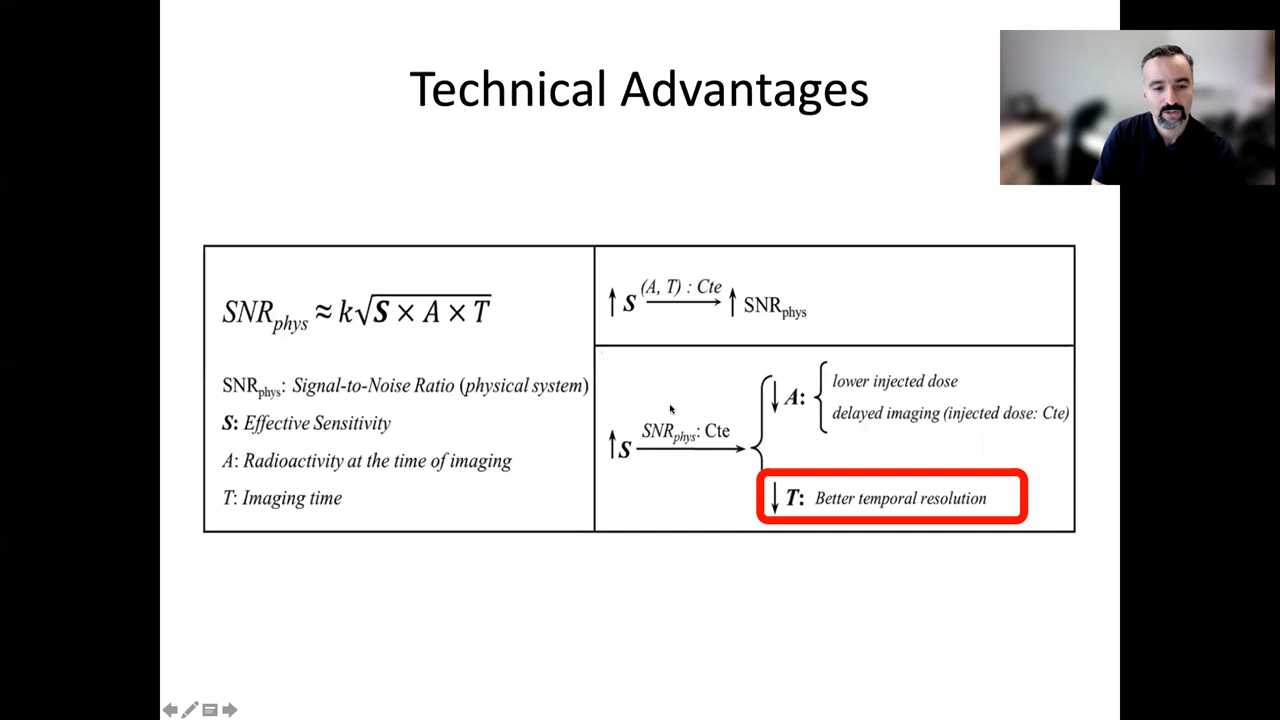 Technical Advantages
SNRphys ≈ k√S × A × T
SNRphys: Signal-to-Noise Ratio (physical system)
S: Effective Sensitivity
A: Radioactivity at the time of imaging
T: Imaging time
↑ S (A, T) : Cte → ↑ SNRphys
↑ S SNRphys: Cte →
↓ A:
lower injected dose
delayed imaging (injected dose: Cte)
↓ T: Better temporal resolution